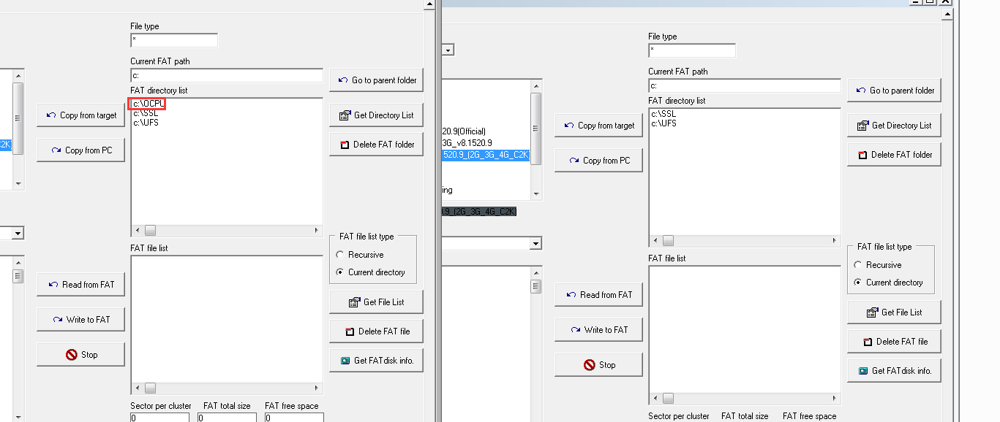 File type
*
Current FAT path
c:
Go to parent folder
FAT directory list
c:\OCPU
c:\SSL
c:\UFS
Copy from target
Get Directory List
C2K)
Copy from PC
Delete FAT folder
FAT file list type
FAT file list
Recursive
Current directory
Read from FAT
Get File List
Write to FAT
Delete FAT file
Stop
Get FATdisk info.
Sector per cluster
FAT total size
FAT free space
0
0
0
File type
*
Current FAT path
c:
Go to parent folder
FAT directory list
c:\SSL
c:\UFS
Copy from target
Get Directory List
20.9(Official)
3G_v8.1520.9
1520.9_(2G_3G_4G_C2K)
Copy from PC
Delete FAT folder
ing
0.9_(2G_3G_4G_C2K)
FAT file list type
FAT file list
Recursive
Current directory
Read from FAT
Get File List
Write to FAT
Delete FAT file
Stop
Get FATdisk info.
Sector per cluster
FAT total size
FAT free space